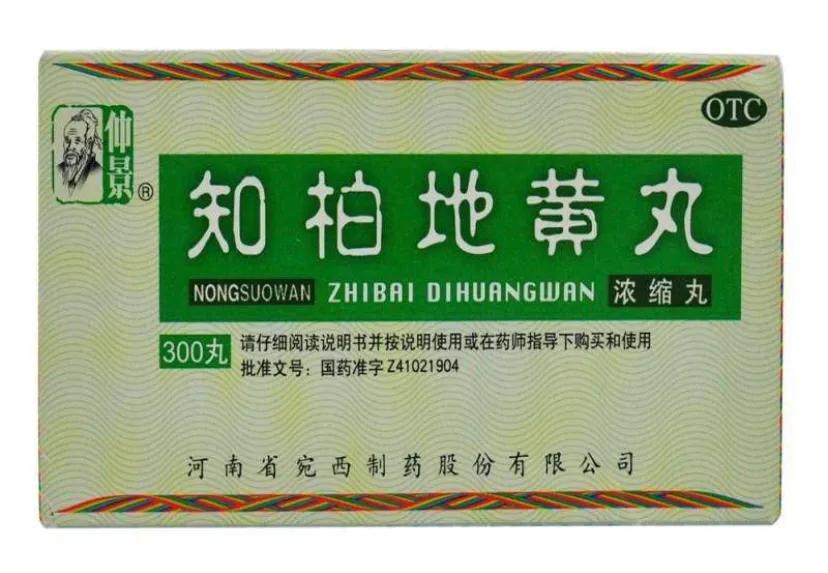 OTC
仲景®
知柏地黄丸
NONGSUOWAN ZHIBAI DIHUANGWAN 浓缩丸
300丸
请仔细阅读说明书并按说明使用或在药师指导下购买和使用
批准文号：国药准字Z41021904
河南省宛西制药股份有限公司